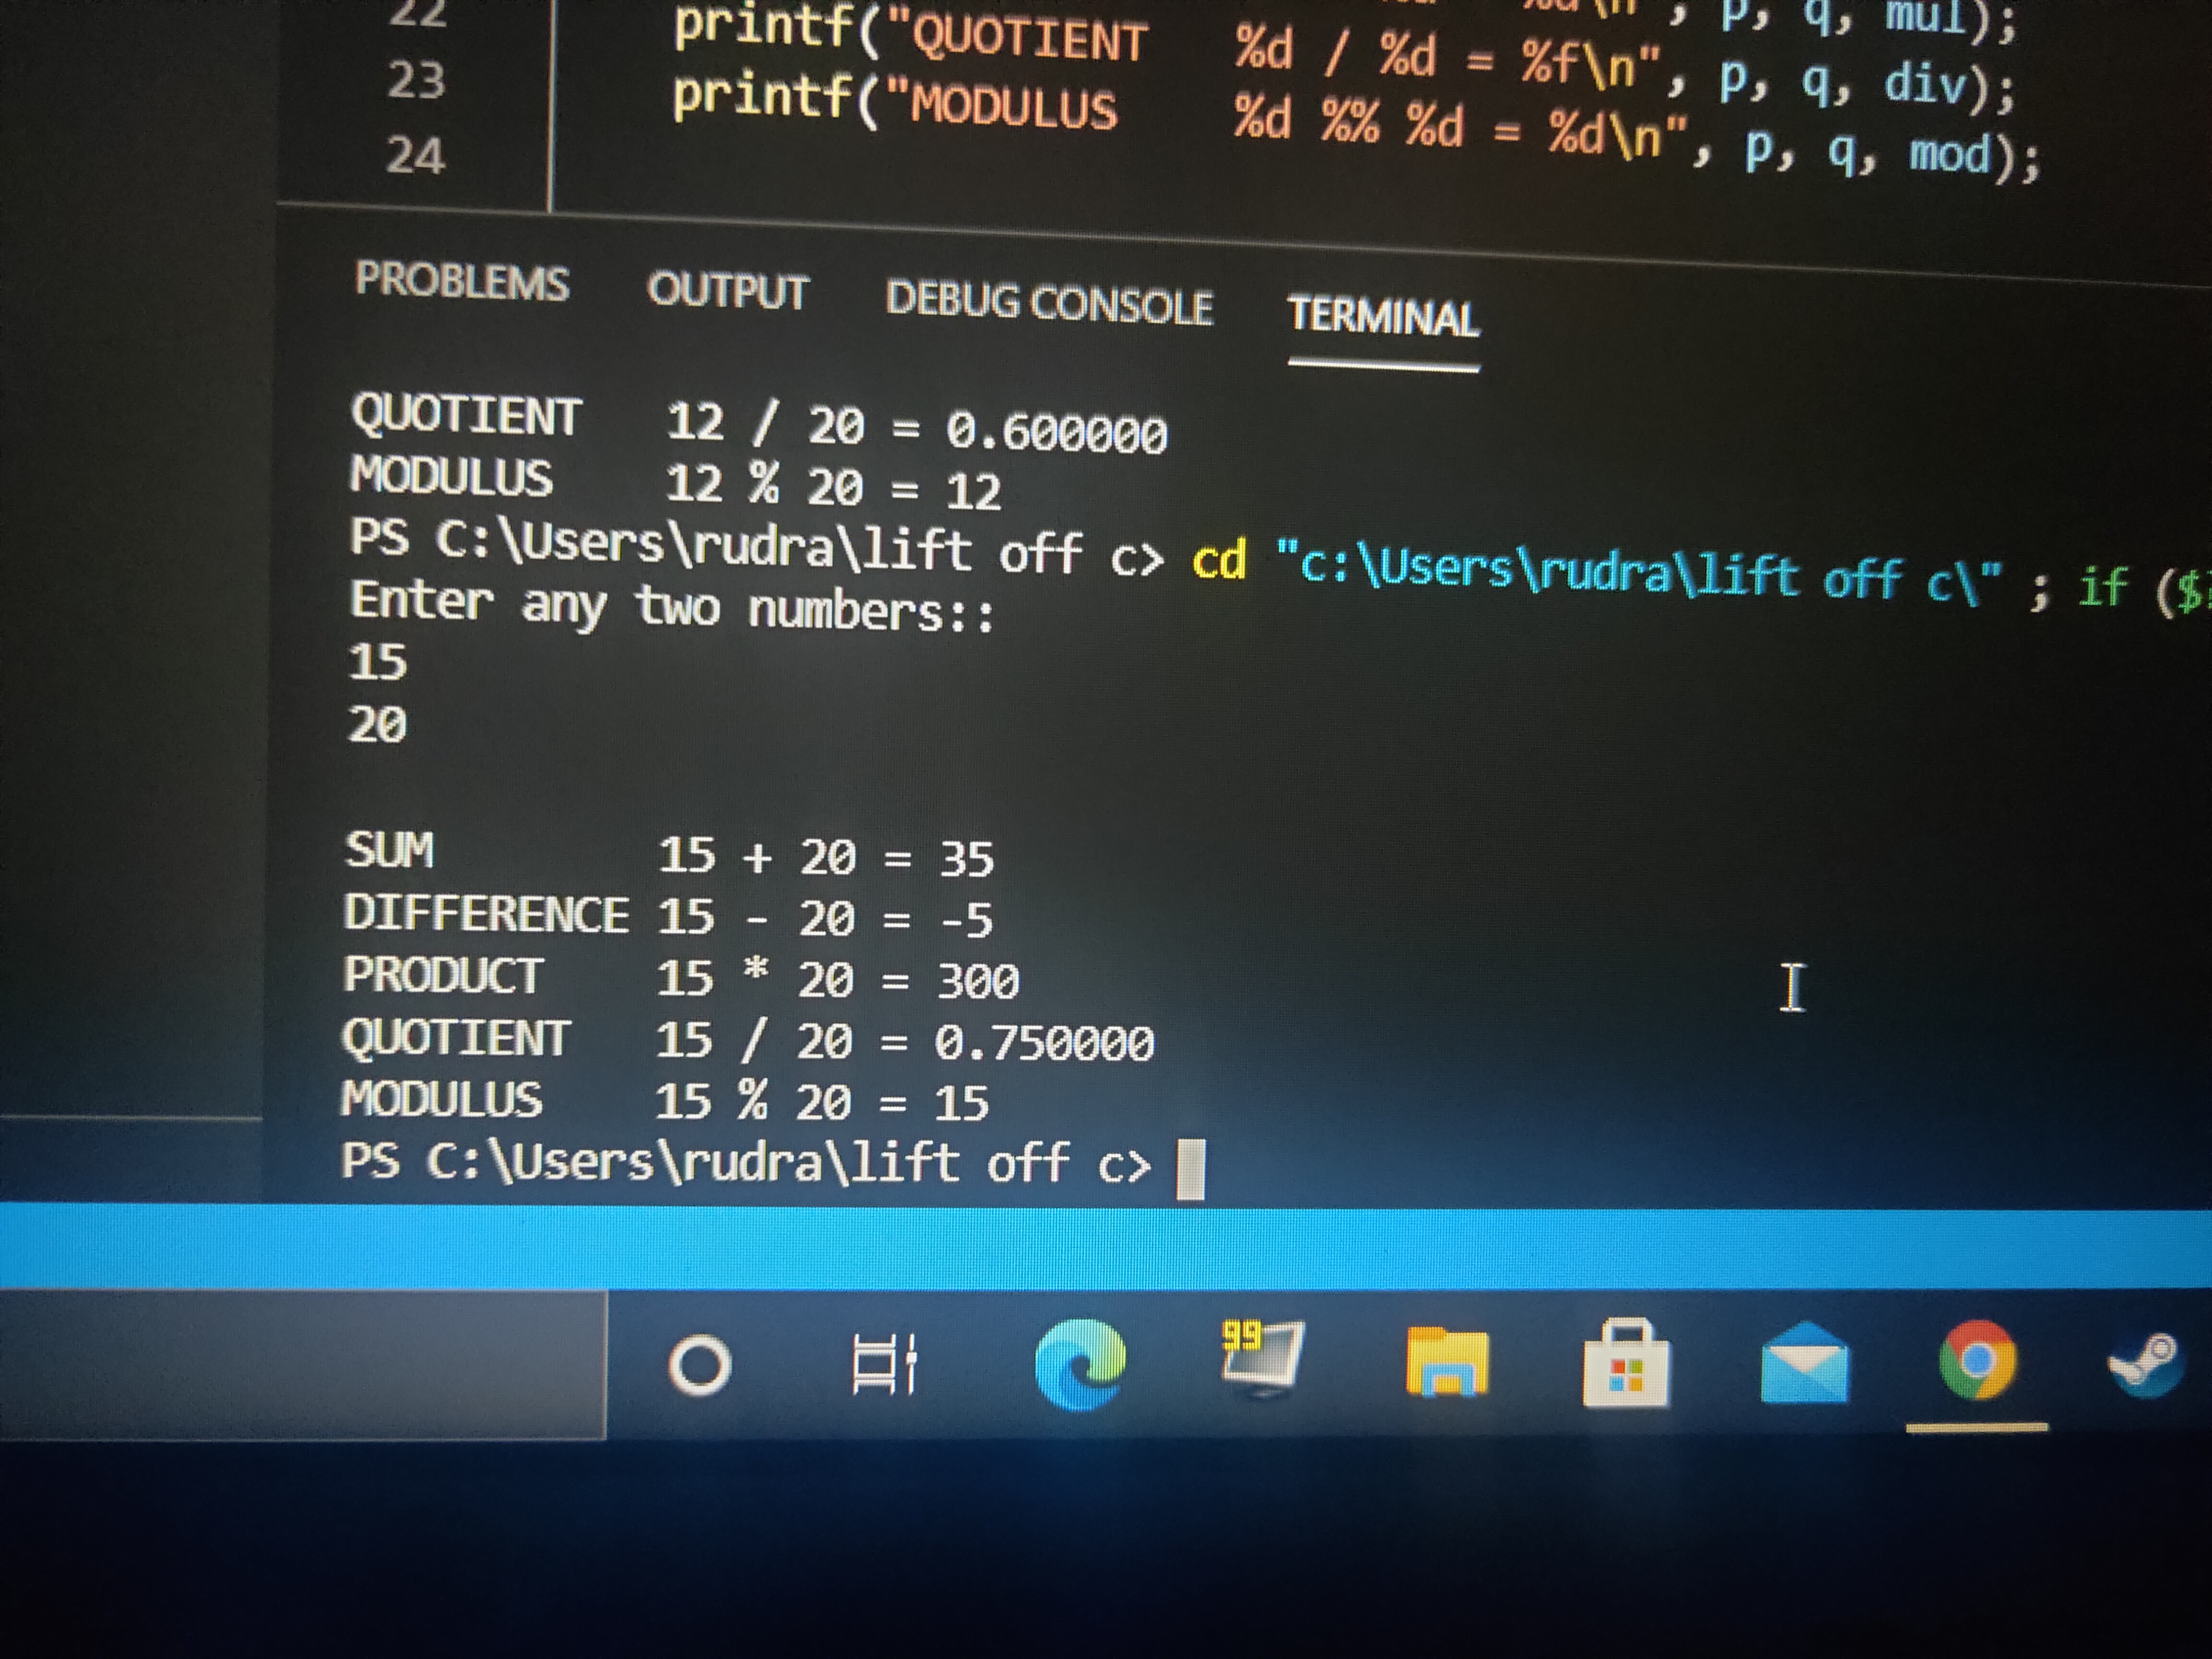 22
printf("QUOTIENT   %d / %d = %f\n", p, q, div);
23
printf("MODULUS    %d %% %d = %d\n", p, q, mod);
24
\n", p, q, mul);
PROBLEMS OUTPUT DEBUG CONSOLE TERMINAL
QUOTIENT   12 / 20 = 0.600000
MODULUS    12 % 20 = 12
PS C:\Users\rudra\lift off c> cd "c:\Users\rudra\lift off c\" ; if ($
Enter any two numbers::
15
20
SUM        15 + 20 = 35
DIFFERENCE 15 - 20 = -5
PRODUCT    15 * 20 = 300
QUOTIENT   15 / 20 = 0.750000
MODULUS    15 % 20 = 15
PS C:\Users\rudra\lift off c>
99